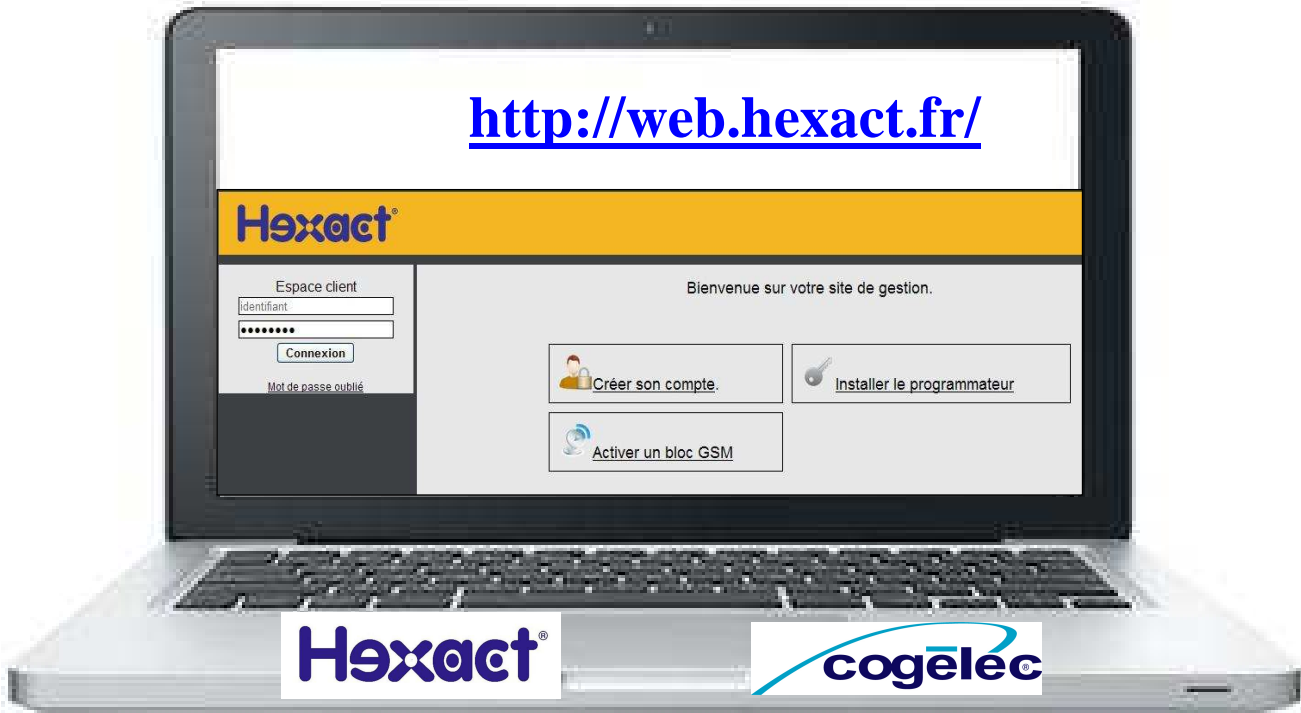 http://web.hexact.fr/
Hexact®
Espace client
identifiant
••••••••
Connexion
Mot de passe oublié
Bienvenue sur votre site de gestion.
Créer son compte.
Installer le programmateur
Activer un bloc GSM
Hexact®
cogēlec®